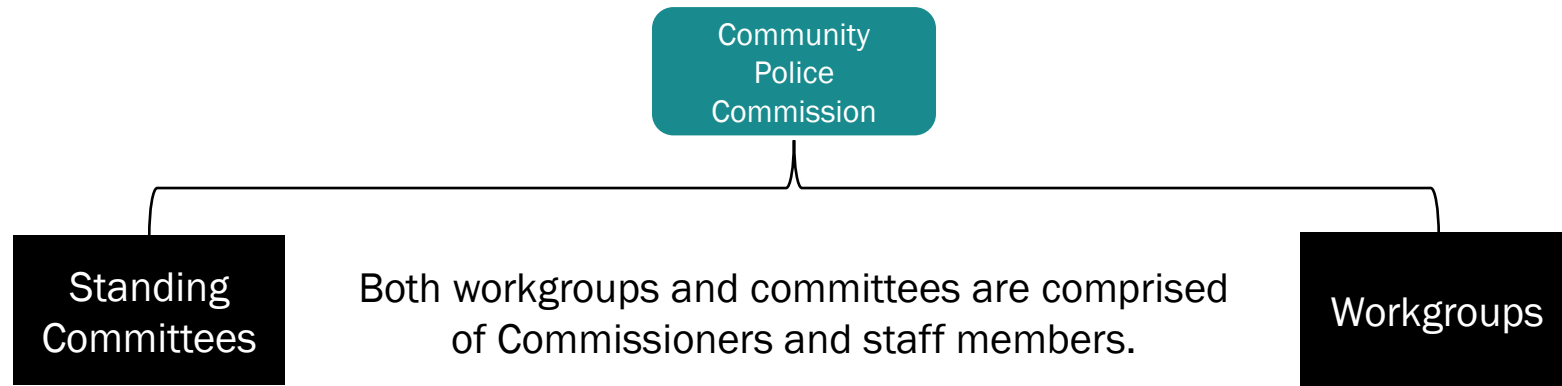 Community
Police
Commission
Standing
Committees
Both workgroups and committees are comprised
of Commissioners and staff members.
Workgroups